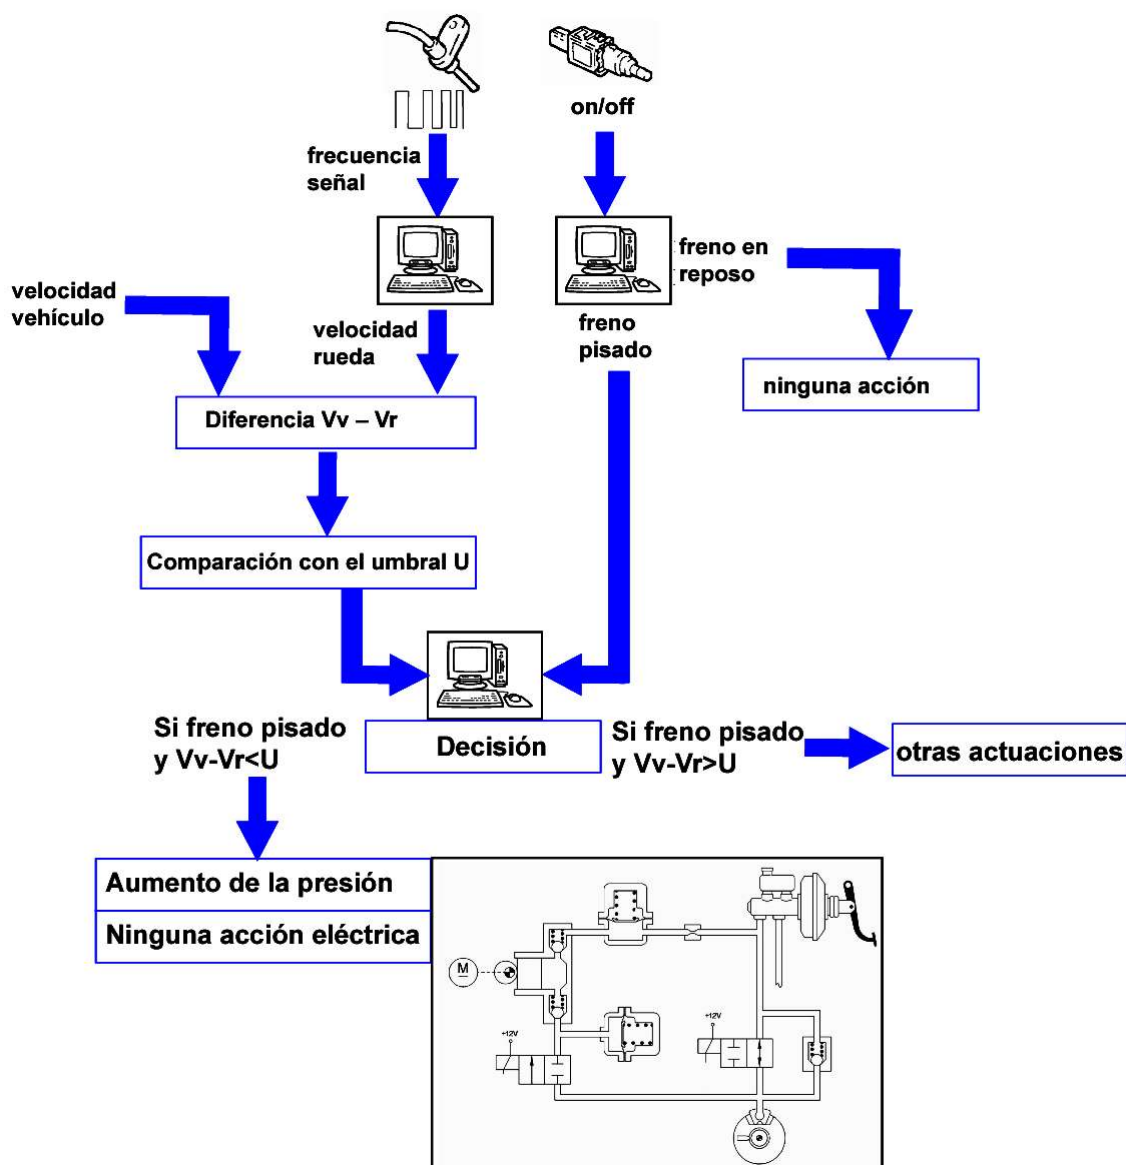 on/off
frecuencia
señal
freno en
reposo
velocidad
vehículo
velocidad
rueda
freno
pisado
ninguna acción
Diferencia Vv – Vr
Comparación con el umbral U
Si freno pisado
y Vv-Vr<U
Decisión
Si freno pisado
y Vv-Vr>U
otras actuaciones
Aumento de la presión
Ninguna acción eléctrica
M
+12V
+12V